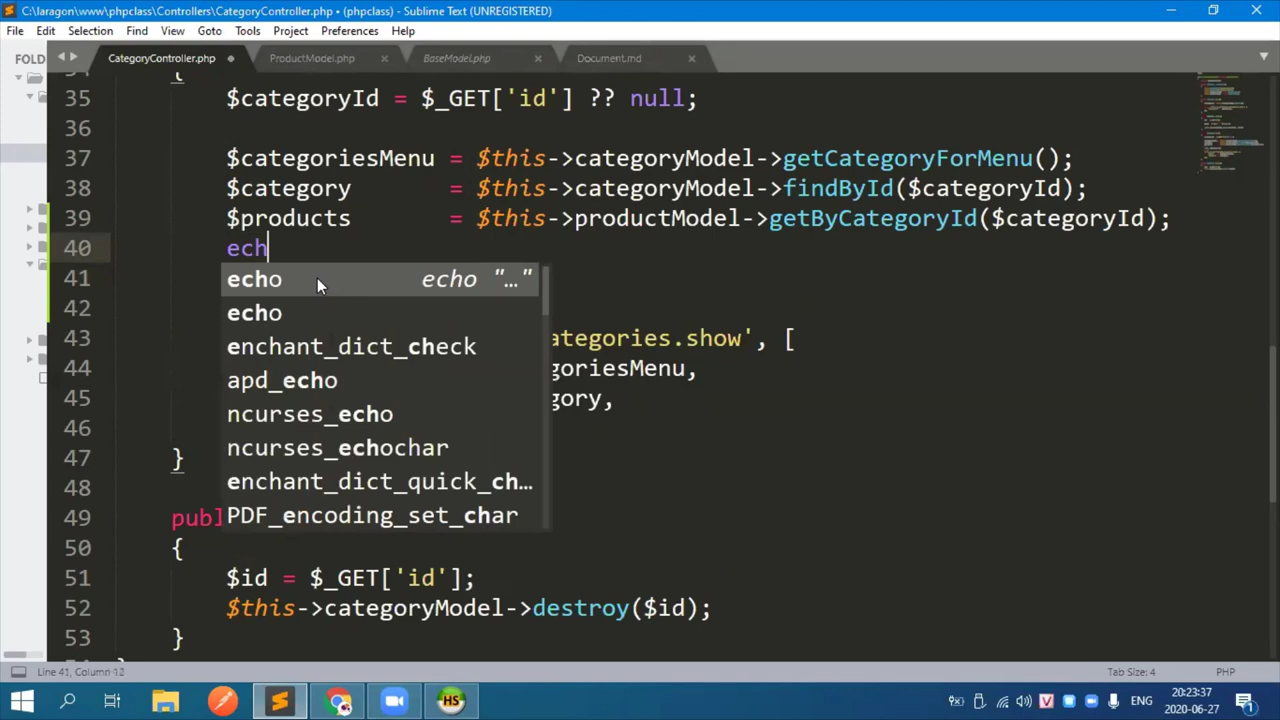 C:\laragon\www\phpclass\Controllers\CategoryController.php • (phpclass) - Sublime Text (UNREGISTERED)
File Edit Selection Find View Goto Tools Project Preferences Help
FOLD
CategoryController.php ProductModel.php BaseModel.php Document.md
{
35 $categoryId = $_GET['id'] ?? null;
36
37 $categoriesMenu = $this->categoryModel->getCategoryForMenu();
38 $category = $this->categoryModel->findById($categoryId);
39 $products = $this->productModel->getByCategoryId($categoryId);
40 ech
41 echo echo "…"
42 echo
43 enchant_dict_check ategories.show', [
44 apd_echo goriesMenu,
45 ncurses_echo gory,
46 ncurses_echochar
47 } enchant_dict_quick_ch…
48 PDF_encoding_set_char
49 publ
50 {
51 $id = $_GET['id'];
52 $this->categoryModel->destroy($id);
53 }
Line 41, Column 12 Tab Size: 4 PHP
ENG 20:23:37
2020-06-27